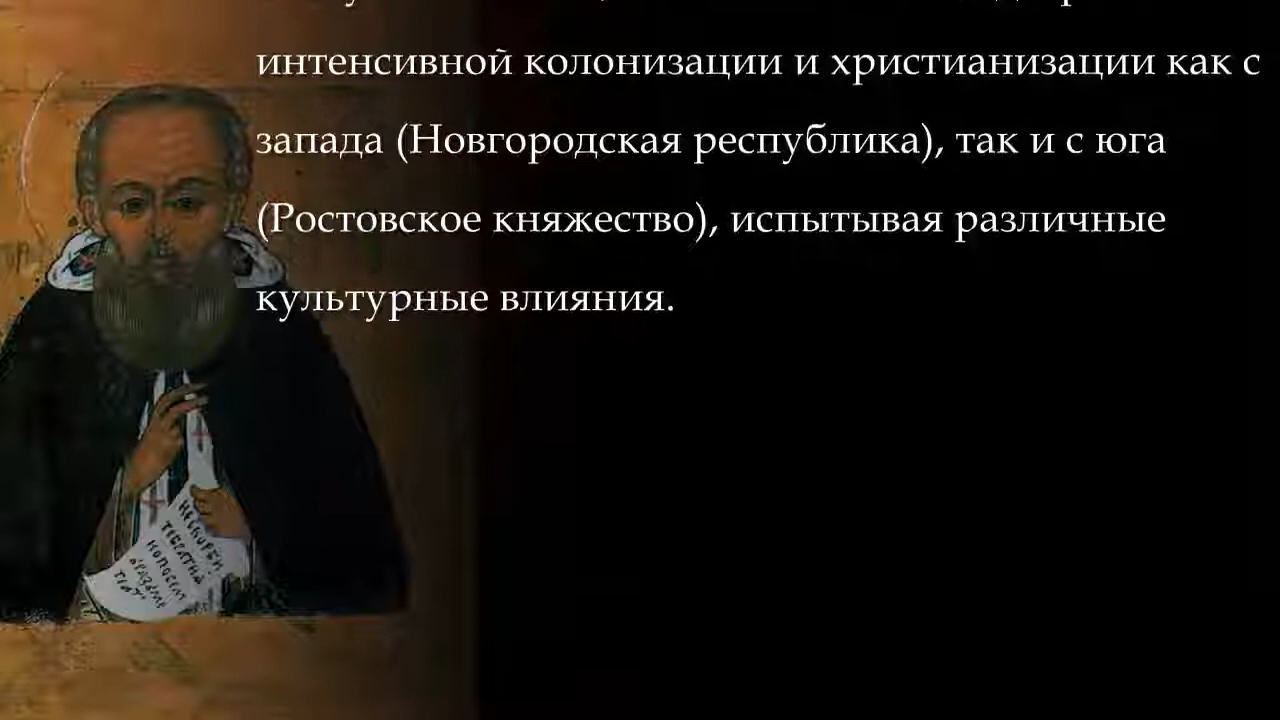 интенсивной колонизации и христианизации как с
запада (Новгородская республика), так и с юга
(Ростовское княжество), испытывая различные
культурные влияния.